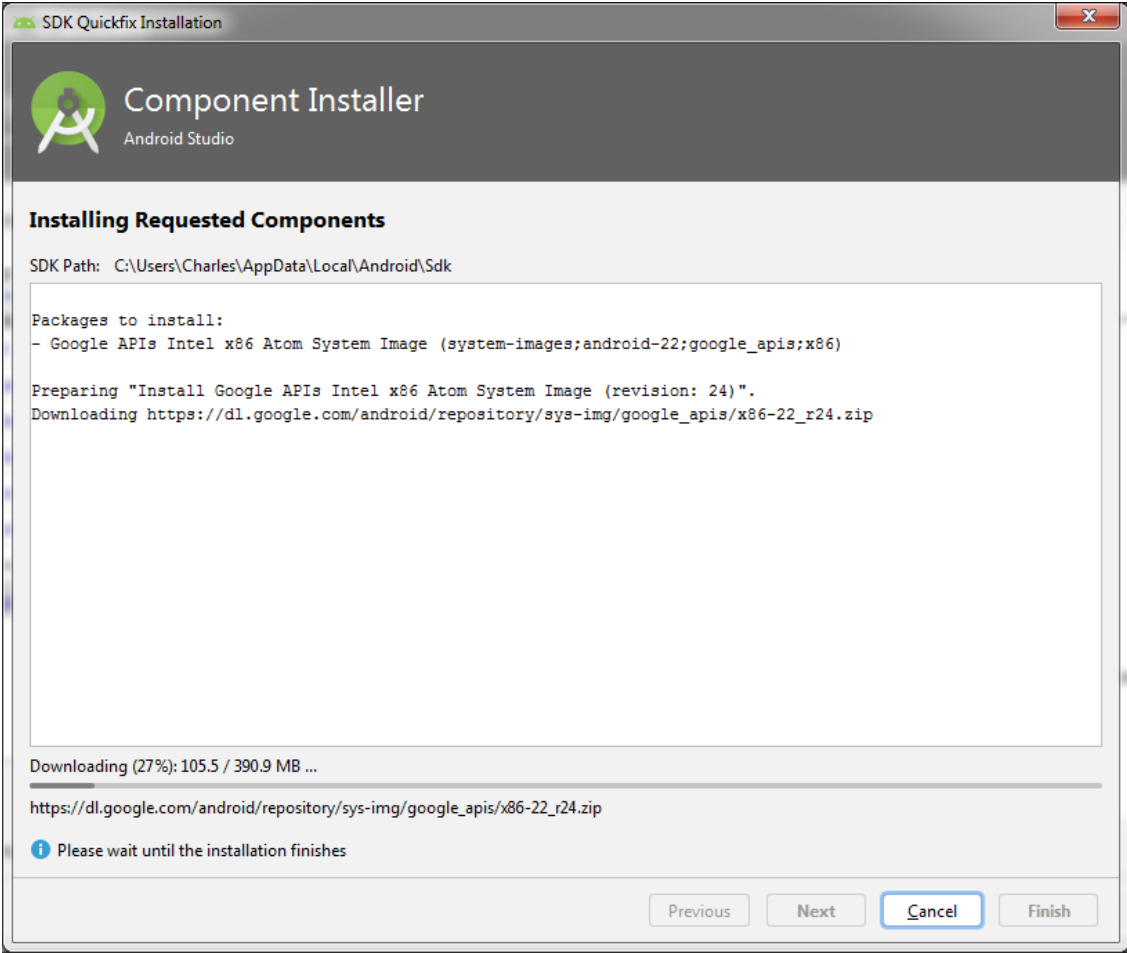 SDK Quickfix Installation
Component Installer
Android Studio
Installing Requested Components
SDK Path: C:\Users\Charles\AppData\Local\Android\Sdk
Packages to install:
- Google APIs Intel x86 Atom System Image (system-images;android-22;google_apis;x86)
Preparing "Install Google APIs Intel x86 Atom System Image (revision: 24)".
Downloading https://dl.google.com/android/repository/sys-img/google_apis/x86-22_r24.zip
Downloading (27%): 105.5 / 390.9 MB ...
https://dl.google.com/android/repository/sys-img/google_apis/x86-22_r24.zip
Please wait until the installation finishes
Previous Next Cancel Finish